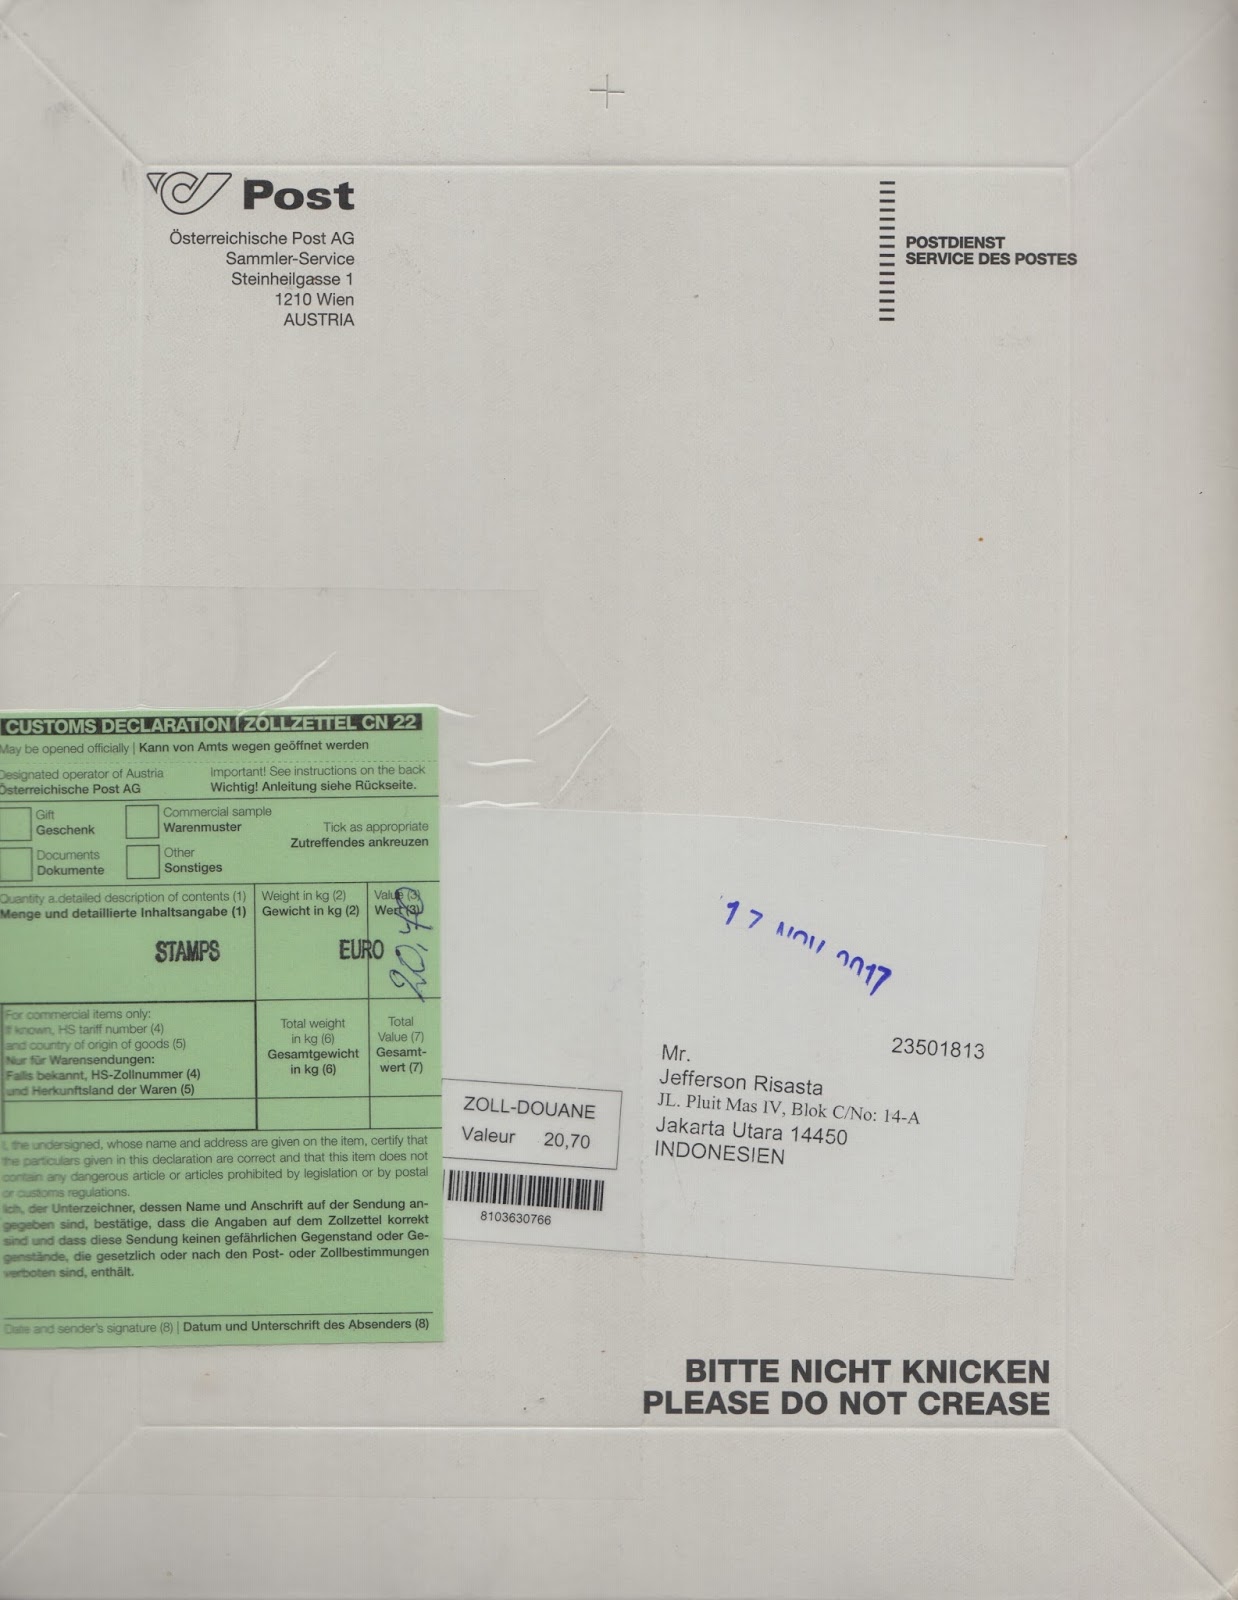 Post
Österreichische Post AG
Sammler-Service
Steinheilgasse 1
1210 Wien
AUSTRIA
POSTDIENST
SERVICE DES POSTES
CUSTOMS DECLARATION | ZOLLZETTEL CN 22
May be opened officially | Kann von Amts wegen geöffnet werden
Designated operator of Austria
Österreichische Post AG
Important! See instructions on the back
Wichtig! Anleitung siehe Rückseite.
Gift
Geschenk
Commercial sample
Warenmuster
Tick as appropriate
Zutreffendes ankreuzen
Documents
Dokumente
Other
Sonstiges
Quantity a.detailed description of contents (1)
Menge und detaillierte Inhaltsangabe (1)
Weight in kg (2)
Gewicht in kg (2)
Value (3)
Wert (3)
STAMPS
EURO
20,70
For commercial items only:
If known, HS tariff number (4)
and country of origin of goods (5)
Nur für Warensendungen:
Falls bekannt, HS-Zollnummer (4)
und Herkunftsland der Waren (5)
Total weight
in kg (6)
Gesamtgewicht
in kg (6)
Total
Value (7)
Gesamt-
wert (7)
I, the undersigned, whose name and address are given on the item, certify that
the particulars given in this declaration are correct and that this item does not
contain any dangerous article or articles prohibited by legislation or by postal
or customs regulations.
Ich, der Unterzeichner, dessen Name und Anschrift auf der Sendung an-
gegeben sind, bestätige, dass die Angaben auf dem Zollzettel korrekt
sind und dass diese Sendung keinen gefährlichen Gegenstand oder Ge-
genstände, die gesetzlich oder nach den Post- oder Zollbestimmungen
verboten sind, enthält.
Date and sender's signature (8) | Datum und Unterschrift des Absenders (8)
17 NOV 2017
23501813
Mr.
Jefferson Risasta
JL. Pluit Mas IV, Blok C/No: 14-A
Jakarta Utara 14450
INDONESIEN
ZOLL-DOUANE
Valeur 20,70
8103630766
BITTE NICHT KNICKEN
PLEASE DO NOT CREASE